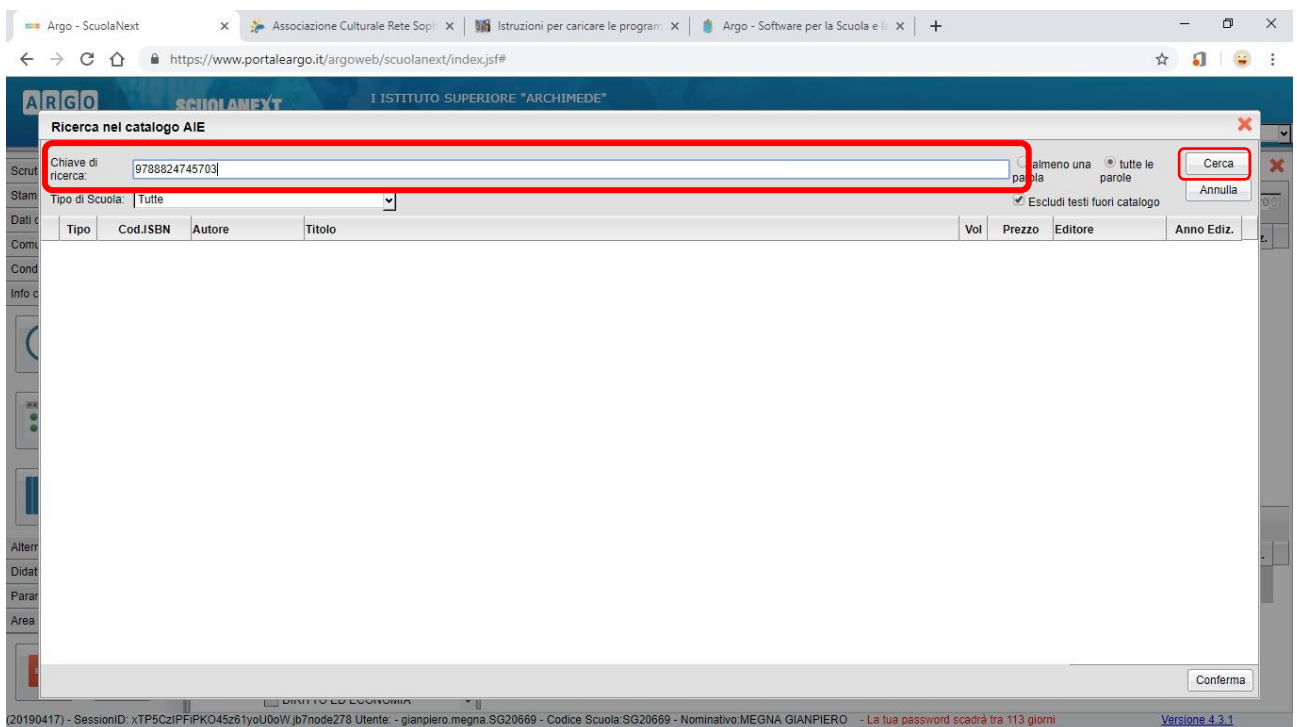 Argo - ScuolaNext
Associazione Culturale Rete Soph
Istruzioni per caricare le program
Argo - Software per la Scuola e la
https://www.portaleargo.it/argoweb/scuolanext/index.jsf#
ARGO
SCUOLANEXT
I ISTITUTO SUPERIORE "ARCHIMEDE"
Ricerca nel catalogo AIE
Chiave di ricerca:
9788824745703
almeno una parola
tutte le parole
Cerca
Tipo di Scuola: Tutte
Escludi testi fuori catalogo
Annulla
Tipo Cod.ISBN Autore Titolo Vol Prezzo Editore Anno Ediz.
Scrut
Stam
Dati d
Comu
Cond
Info c
Altern
Didat
Parar
Area
Conferma
DIRITTO ED ECONOMIA
(20190417) - SessionID: xTP5CzIPFiPKO45z61yoU0oW.jb7node278 Utente: - gianpiero.megna.SG20669 - Codice Scuola:SG20669 - Nominativo:MEGNA GIANPIERO - La tua password scadrà tra 113 giorni Versione 4.3.1